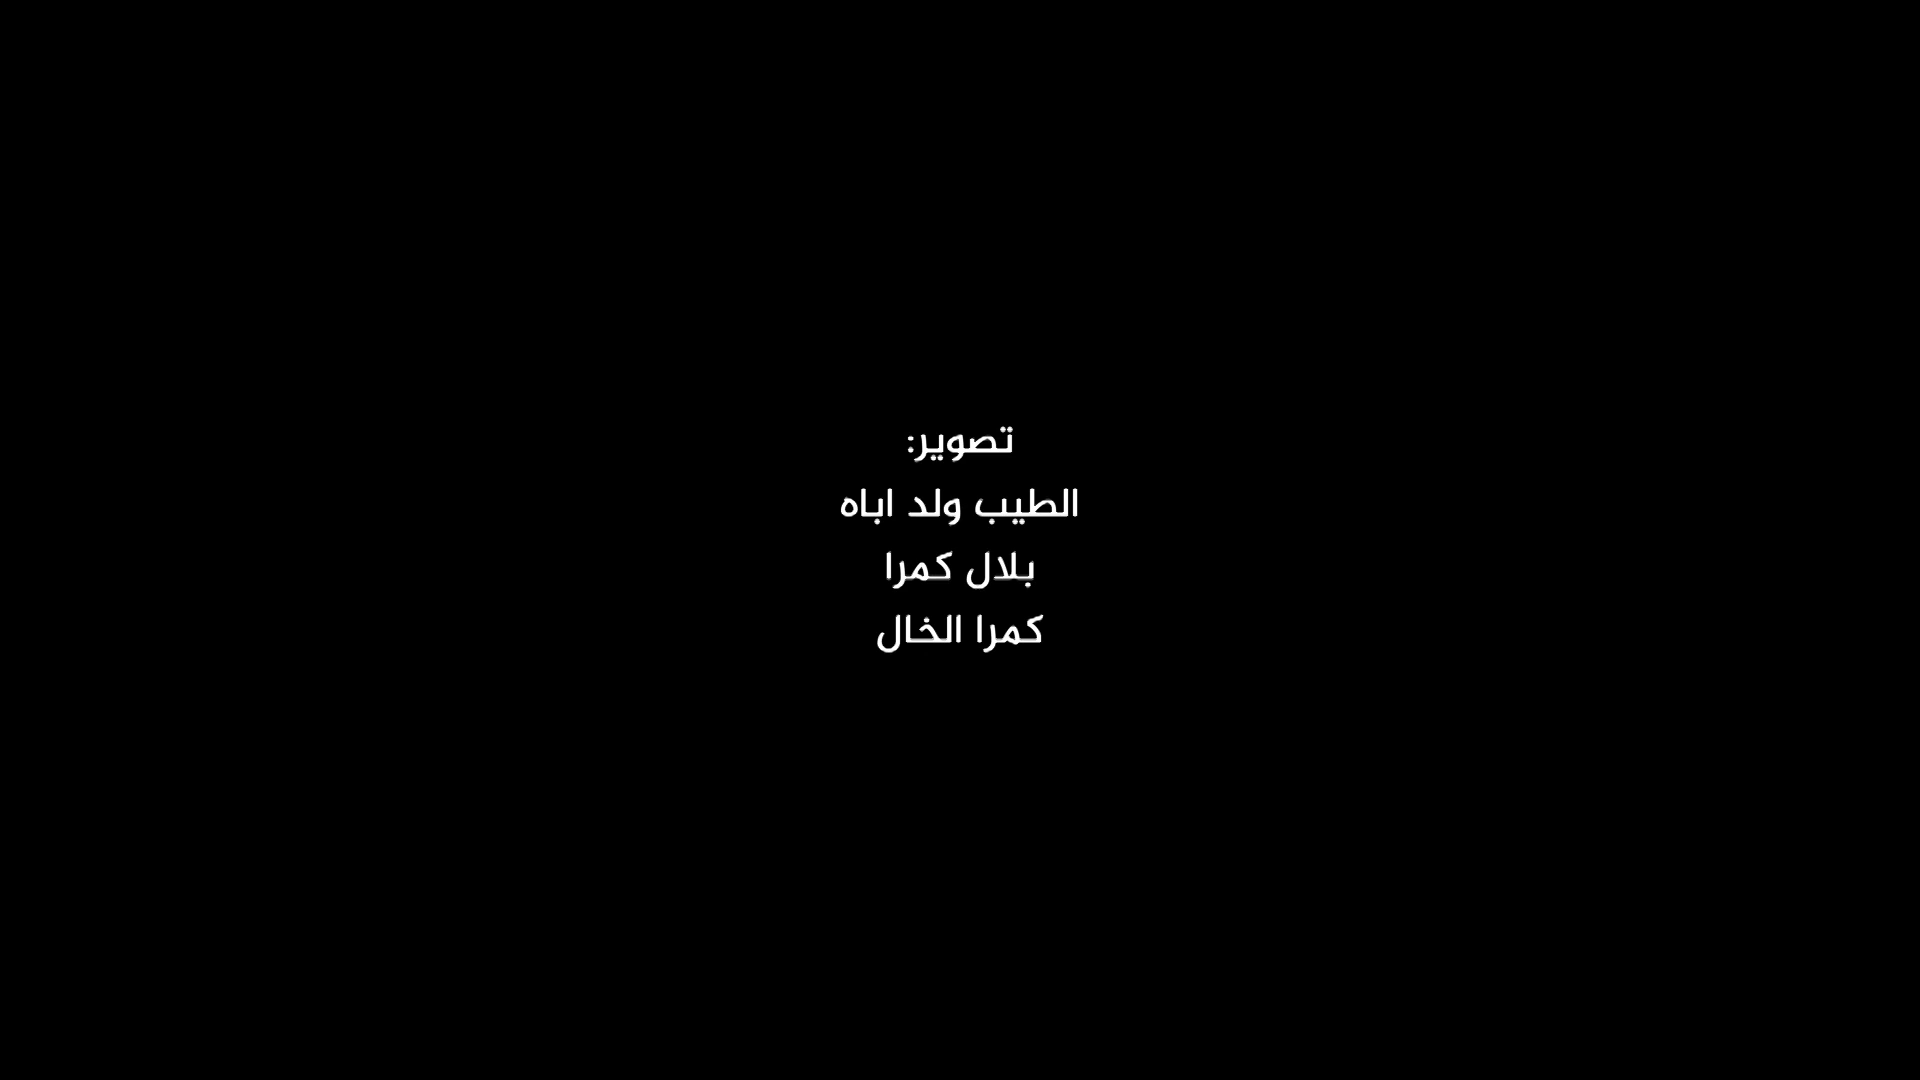 تصوير:
الطيب ولد اباه
بلال كمرا
كمرا الخال